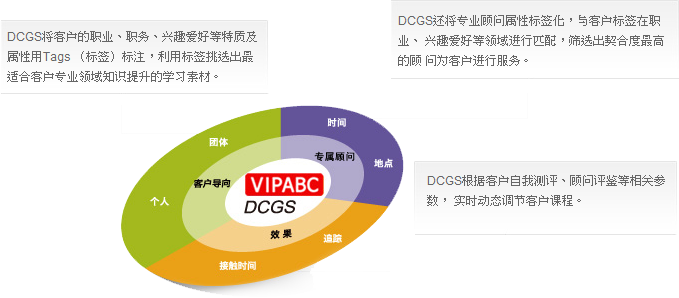 DCGS将客户的职业、职务、兴趣爱好等特质及
属性用Tags （标签）标注，利用标签挑选出最
适合客户专业领域知识提升的学习素材。
DCGS还将专业顾问属性标签化，与客户标签在职
业、 兴趣爱好等领域进行匹配，筛选出契合度最高
的顾 问为客户进行服务。
时间
团体
专属顾问
地点
客户导向
VIPABC
个人
DCGS
效果
追踪
接触时间
DCGS根据客户自我测评、顾问评鉴等相关参
数， 实时动态调节客户课程。